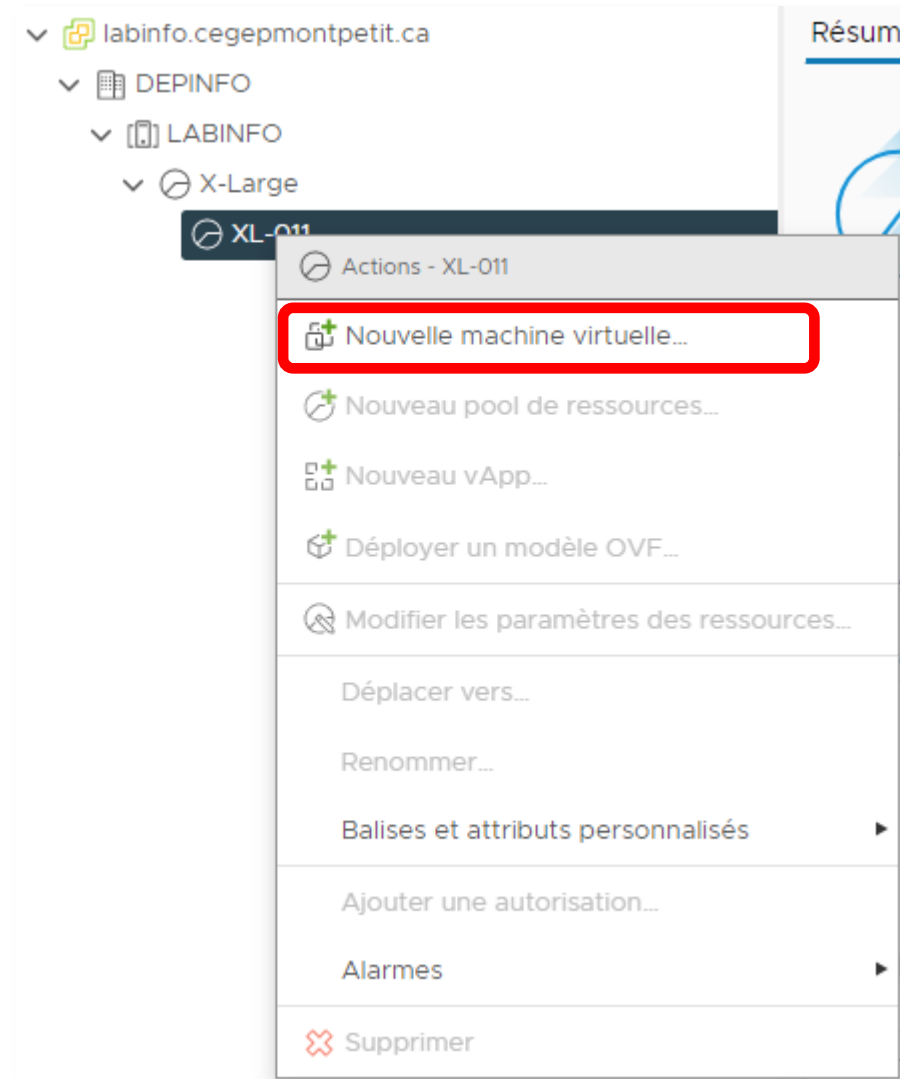 labinfo.cegepmontpetit.ca
Résum
DEPINFO
LABINFO
X-Large
XL-011
Actions - XL-011
Nouvelle machine virtuelle...
Nouveau pool de ressources...
Nouveau vApp...
Déployer un modèle OVF...
Modifier les paramètres des ressources...
Déplacer vers...
Renommer...
Balises et attributs personnalisés
Ajouter une autorisation...
Alarmes
Supprimer